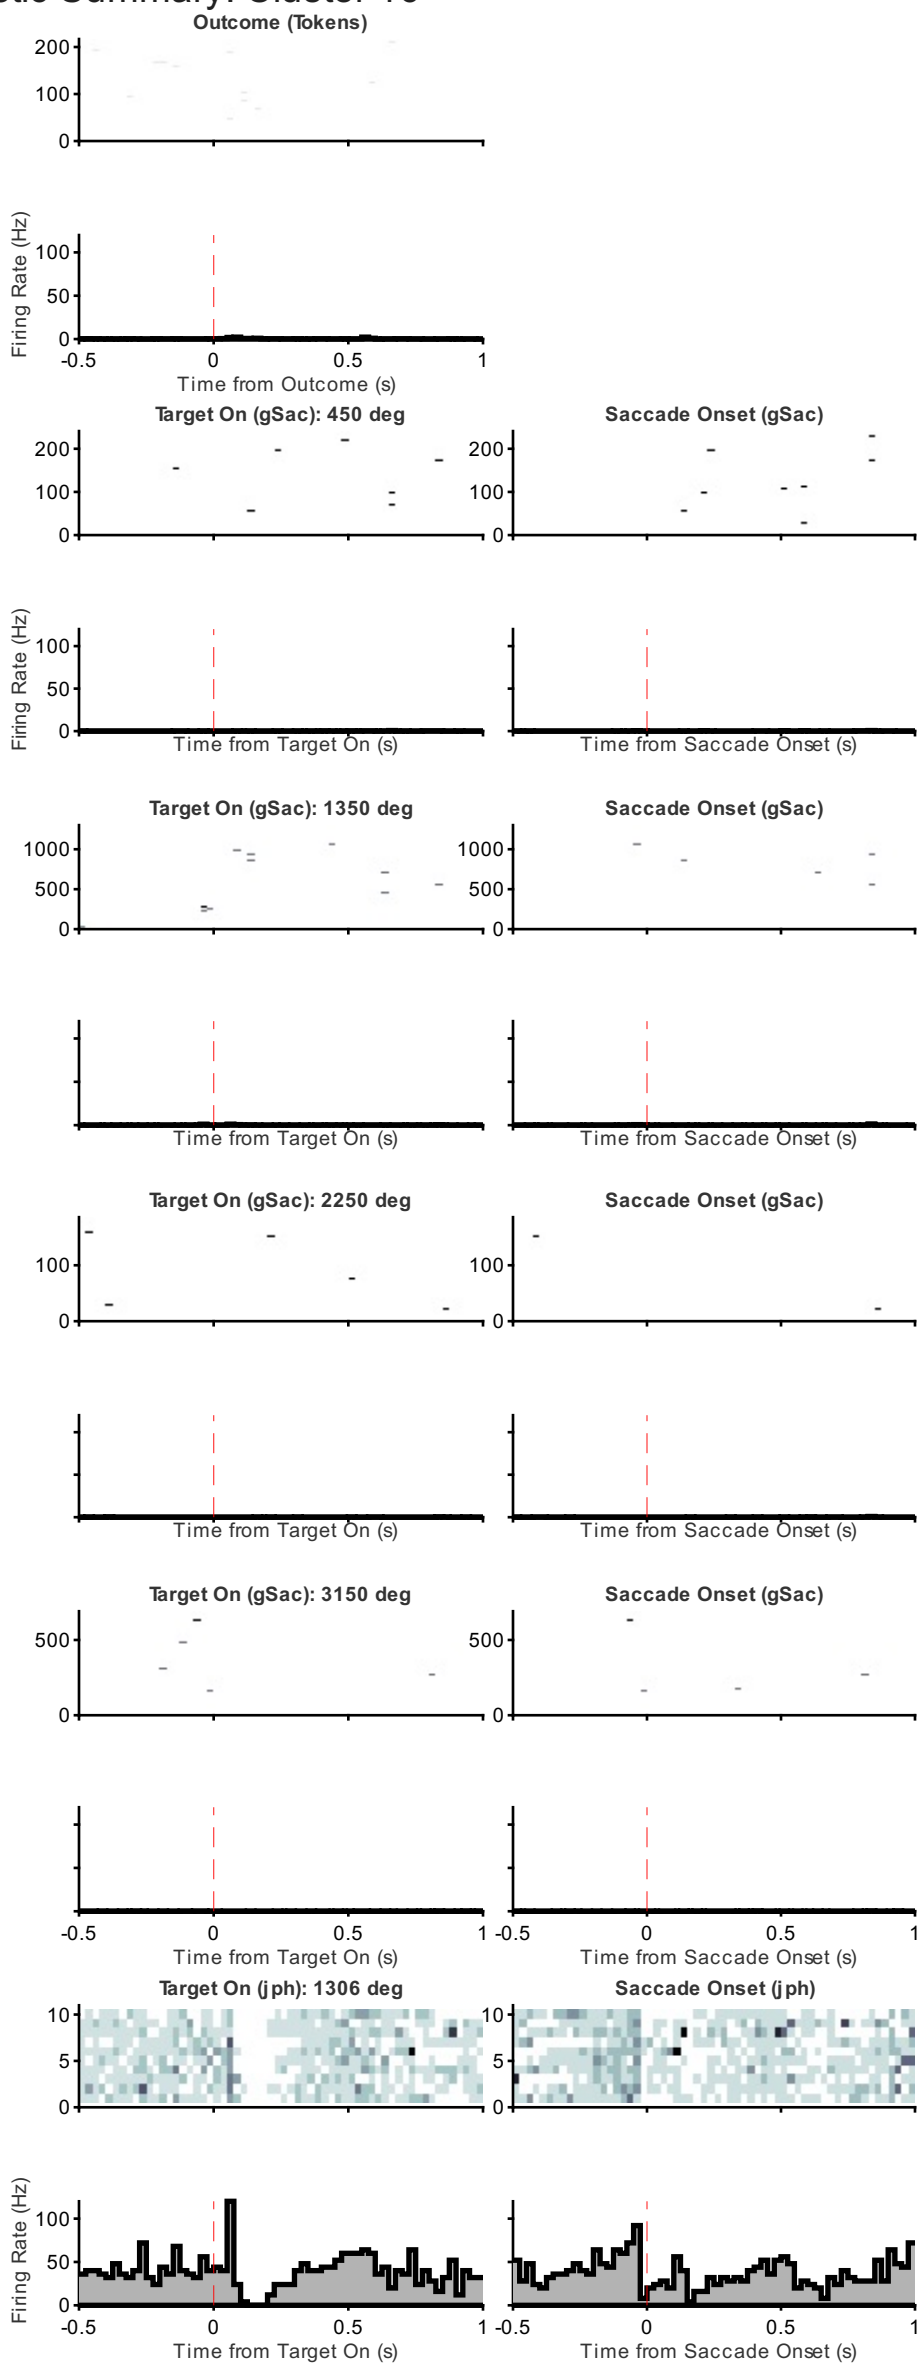 Outcome (Tokens)
200
100
0
Firing Rate (Hz)
100
50
0
-0.5 0 0.5 1
Time from Outcome (s)
Target On (gSac): 450 deg Saccade Onset (gSac)
200 200
100 100
0 0
Firing Rate (Hz)
100
50
0
Time from Target On (s) Time from Saccade Onset (s)
Target On (gSac): 1350 deg Saccade Onset (gSac)
1000 1000
500 500
0 0
Time from Target On (s) Time from Saccade Onset (s)
Target On (gSac): 2250 deg Saccade Onset (gSac)
100 100
0 0
Time from Target On (s) Time from Saccade Onset (s)
Target On (gSac): 3150 deg Saccade Onset (gSac)
500 500
0 0
-0.5 0 0.5 1 -0.5 0 0.5 1
Time from Target On (s) Time from Saccade Onset (s)
Target On (jph): 1306 deg Saccade Onset (jph)
10 10
5 5
0 0
Firing Rate (Hz)
100
50
0
-0.5 0 0.5 1 -0.5 0 0.5 1
Time from Target On (s) Time from Saccade Onset (s)